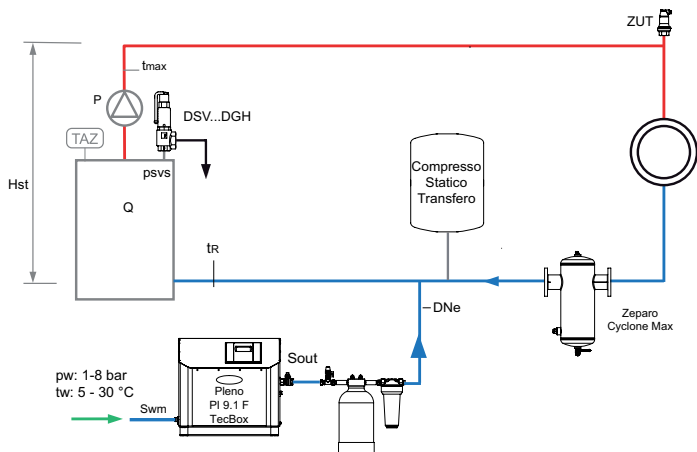 ZUT
tmax
P
DSV...DGH
TAZ
psvs
Hst
Q
Compresso
Statico
Transfero
tR
DNe
Zeparo
Cyclone Max
Sout
pw: 1-8 bar
tw: 5 - 30 °C
Swm
Pleno
PI 9.1 F
TecBox